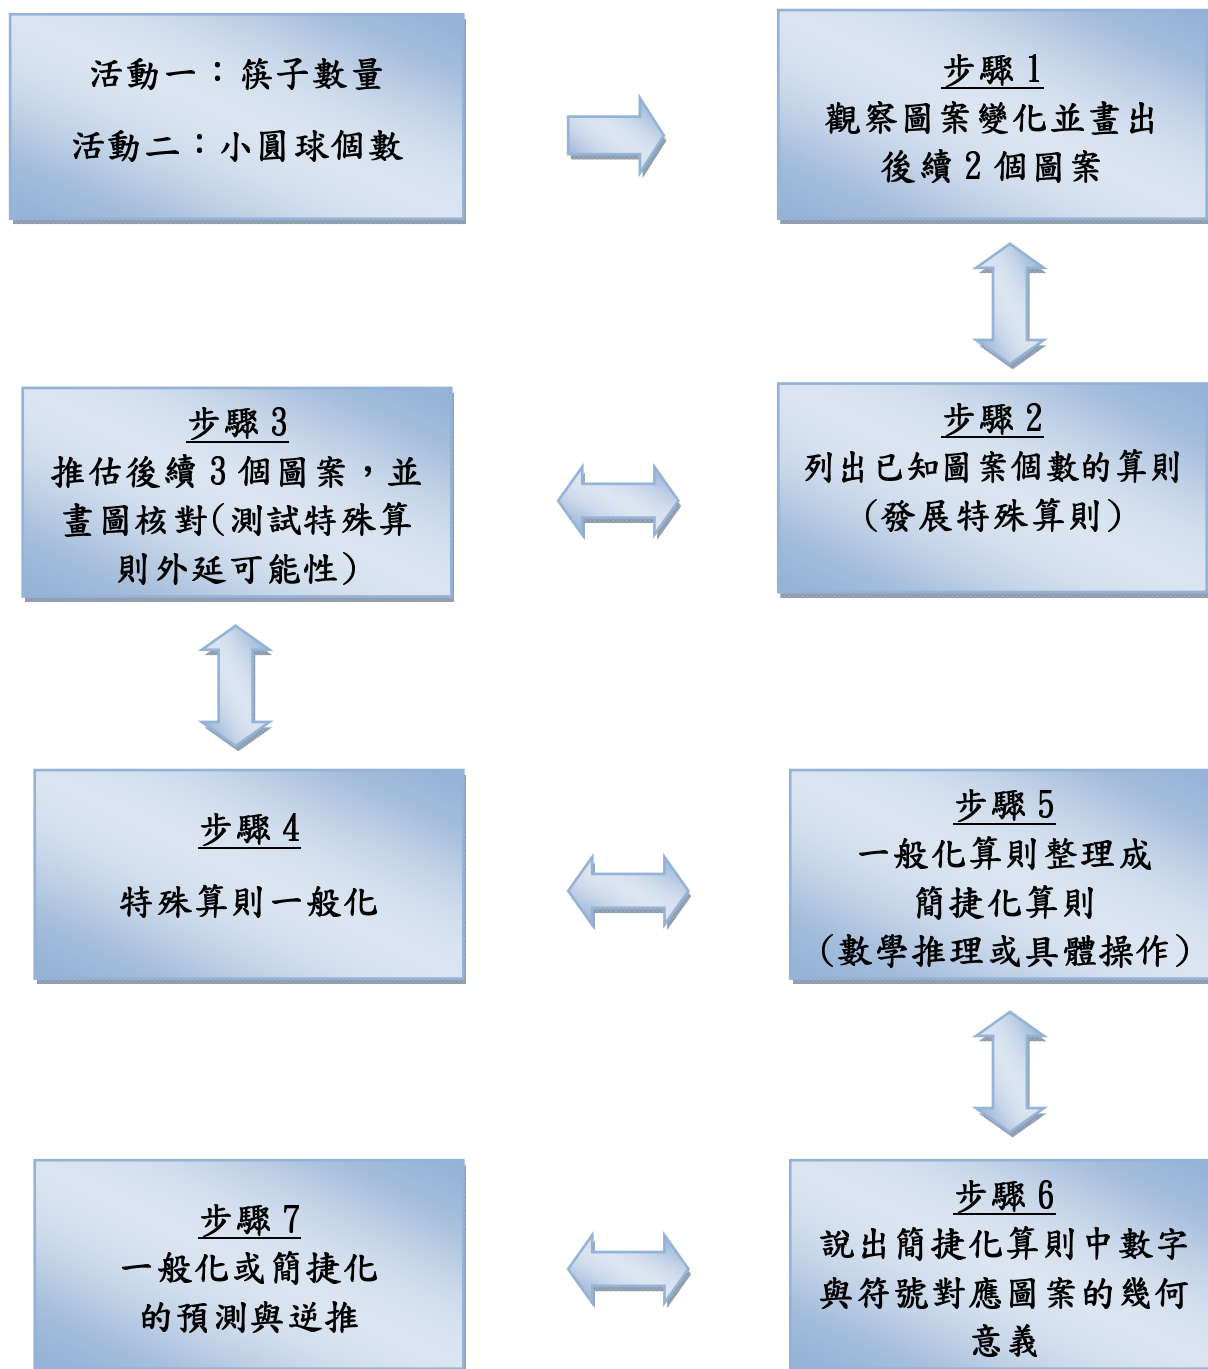 活動一：筷子數量
活動二：小圓球個數
步驟 1
觀察圖案變化並畫出
後續 2 個圖案
步驟 2
列出已知圖案個數的算則
(發展特殊算則)
步驟 3
推估後續 3 個圖案，並
畫圖核對(測試特殊算
則外延可能性)
步驟 4
特殊算則一般化
步驟 5
一般化算則整理成
簡捷化算則
(數學推理或具體操作)
步驟 6
說出簡捷化算則中數字
與符號對應圖案的幾何
意義
步驟 7
一般化或簡捷化
的預測與逆推